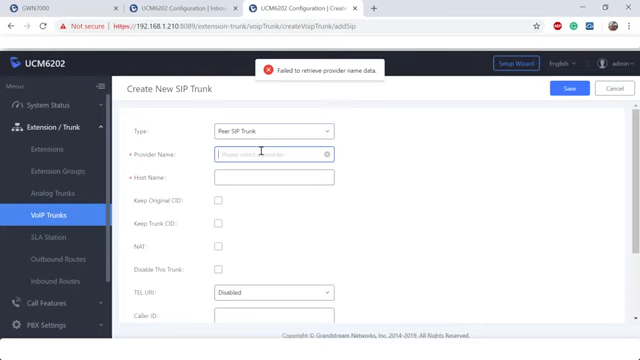 GWN7000
UCM6202 Configuration | Inbou
UCM6202 Configuration | Create
Not secure | https://192.168.1.210:8089/extension-trunk/voipTrunk/createVoipTrunk/addSip
UCM6202
Failed to retrieve provider name data.
Setup Wizard
English
admin
Menus
Create New SIP Trunk
Save
Cancel
System Status
Extension / Trunk
Extensions
Extension Groups
Analog Trunks
VoIP Trunks
SLA Station
Outbound Routes
Inbound Routes
Call Features
PBX Settings
Type:
Peer SIP Trunk
* Provider Name:
Please select a provider
* Host Name:
Keep Original CID:
Keep Trunk CID:
NAT:
Disable This Trunk:
TEL URI:
Disabled
Caller ID:
Copyright © Grandstream Networks, Inc. 2014-2019. All Rights Reserved.